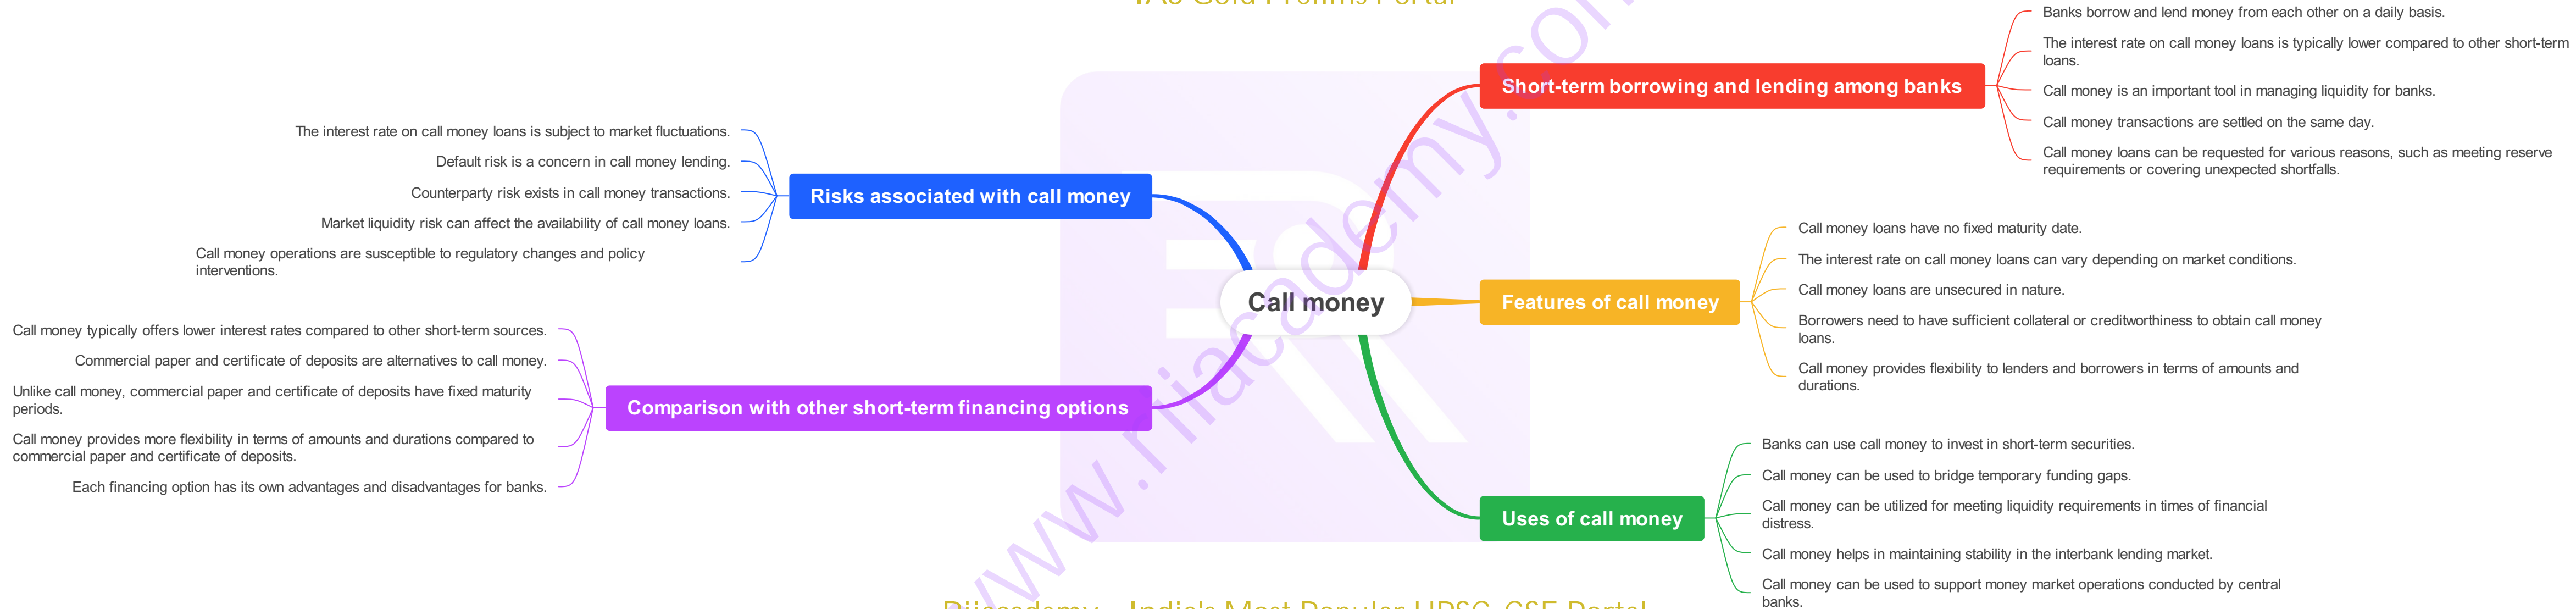 IAS Gold Prelims Portal
Short-term borrowing and lending among banks
Banks borrow and lend money from each other on a daily basis.
The interest rate on call money loans is typically lower compared to other short-term
loans.
Call money is an important tool in managing liquidity for banks.
Call money transactions are settled on the same day.
Call money loans can be requested for various reasons, such as meeting reserve
requirements or covering unexpected shortfalls.
Risks associated with call money
The interest rate on call money loans is subject to market fluctuations.
Default risk is a concern in call money lending.
Counterparty risk exists in call money transactions.
Market liquidity risk can affect the availability of call money loans.
Call money operations are susceptible to regulatory changes and policy
interventions.
Call money
Features of call money
Call money loans have no fixed maturity date.
The interest rate on call money loans can vary depending on market conditions.
Call money loans are unsecured in nature.
Borrowers need to have sufficient collateral or creditworthiness to obtain call money
loans.
Call money provides flexibility to lenders and borrowers in terms of amounts and
durations.
Comparison with other short-term financing options
Call money typically offers lower interest rates compared to other short-term sources.
Commercial paper and certificate of deposits are alternatives to call money.
Unlike call money, commercial paper and certificate of deposits have fixed maturity
periods.
Call money provides more flexibility in terms of amounts and durations compared to
commercial paper and certificate of deposits.
Each financing option has its own advantages and disadvantages for banks.
Uses of call money
Banks can use call money to invest in short-term securities.
Call money can be used to bridge temporary funding gaps.
Call money can be utilized for meeting liquidity requirements in times of financial
distress.
Call money helps in maintaining stability in the interbank lending market.
Call money can be used to support money market operations conducted by central
banks.
www.rijacademy.com
India's Most Popular UPSC-CSE Portal